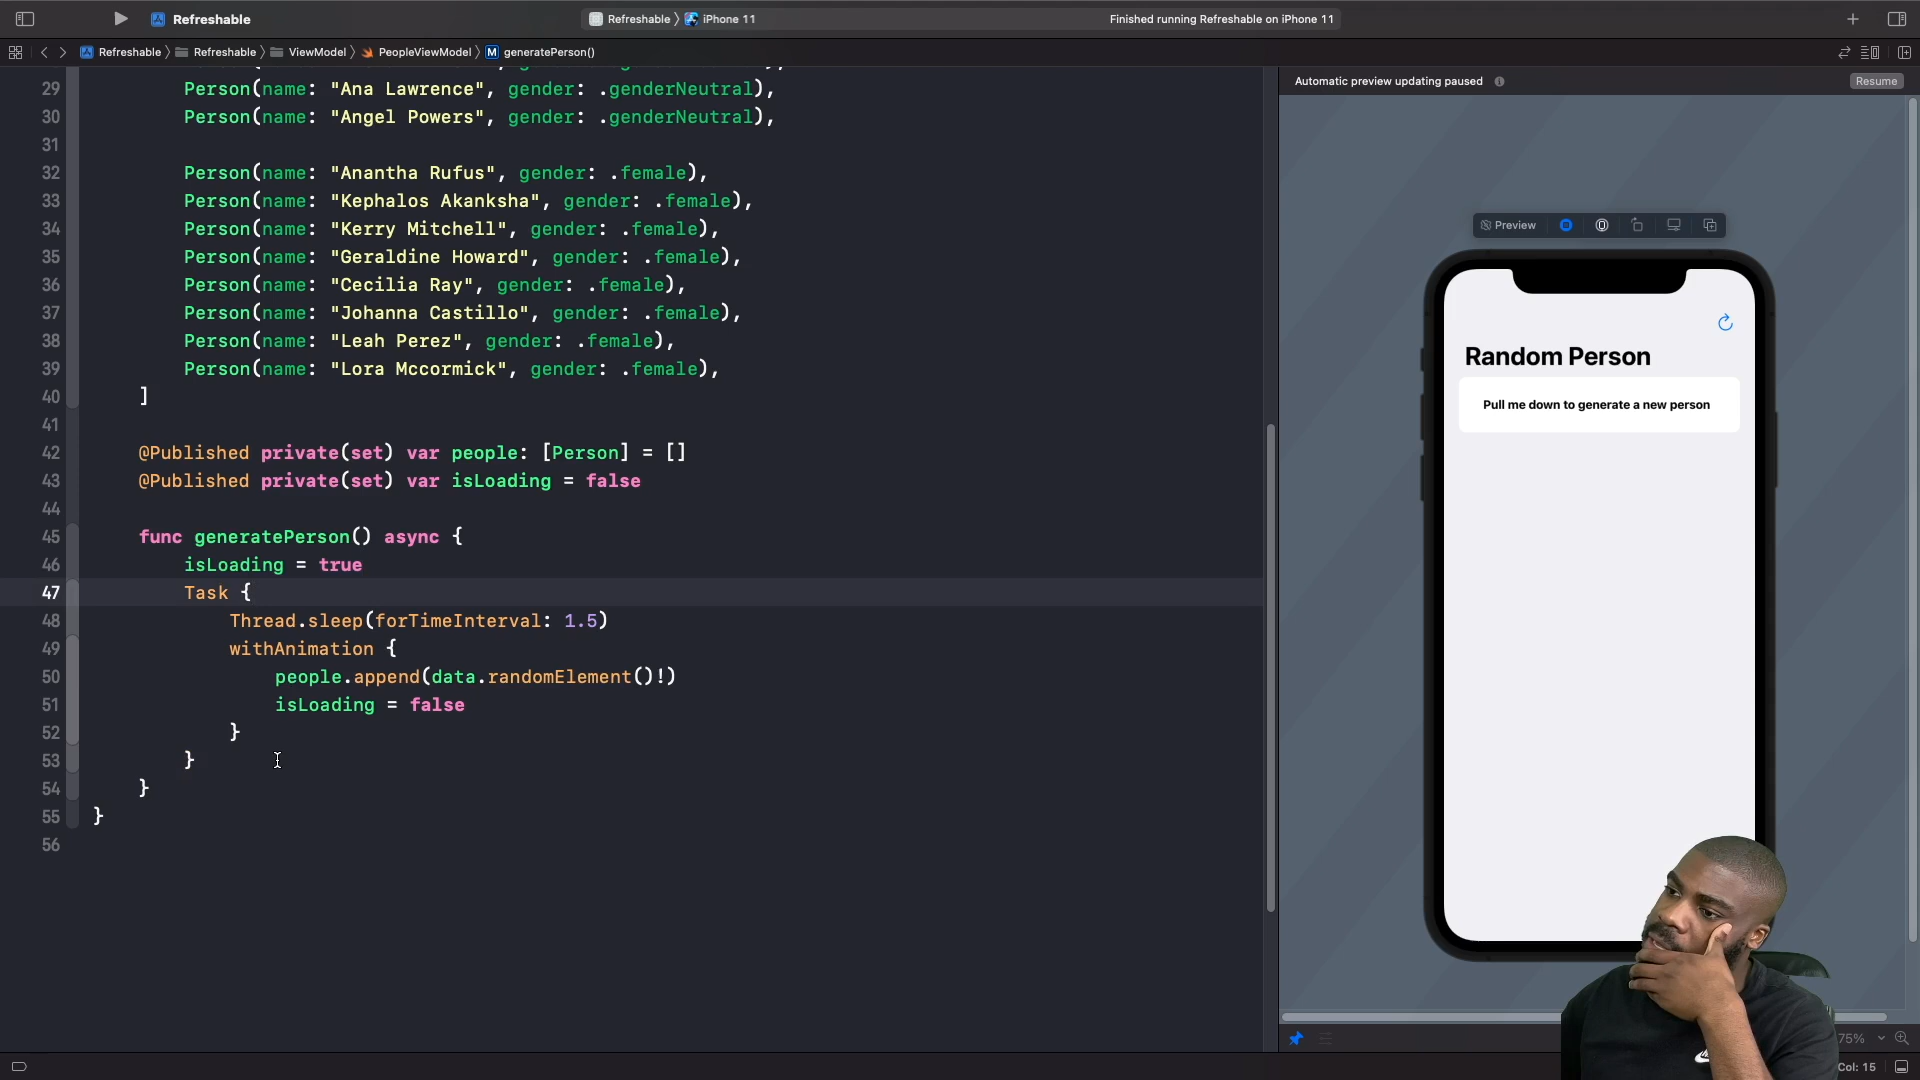 Refreshable
Refreshable 〉 iPhone 11
Finished running Refreshable on iPhone 11
Refreshable 〉 Refreshable 〉 ViewModel 〉 PeopleViewModel 〉 M generatePerson()
Automatic preview updating paused
Resume
29 Person(name: "Ana Lawrence", gender: .genderNeutral),
30 Person(name: "Angel Powers", gender: .genderNeutral),
31
32 Person(name: "Anantha Rufus", gender: .female),
33 Person(name: "Kephalos Akanksha", gender: .female),
34 Person(name: "Kerry Mitchell", gender: .female),
35 Person(name: "Geraldine Howard", gender: .female),
36 Person(name: "Cecilia Ray", gender: .female),
37 Person(name: "Johanna Castillo", gender: .female),
38 Person(name: "Leah Perez", gender: .female),
39 Person(name: "Lora Mccormick", gender: .female),
40 ]
41
42 @Published private(set) var people: [Person] = []
43 @Published private(set) var isLoading = false
44
45 func generatePerson() async {
46 isLoading = true
47 Task {
48 Thread.sleep(forTimeInterval: 1.5)
49 withAnimation {
50 people.append(data.randomElement()!)
51 isLoading = false
52 }
53 }
54 }
55 }
56
Preview
Random Person
Pull me down to generate a new person
75%
Col: 15